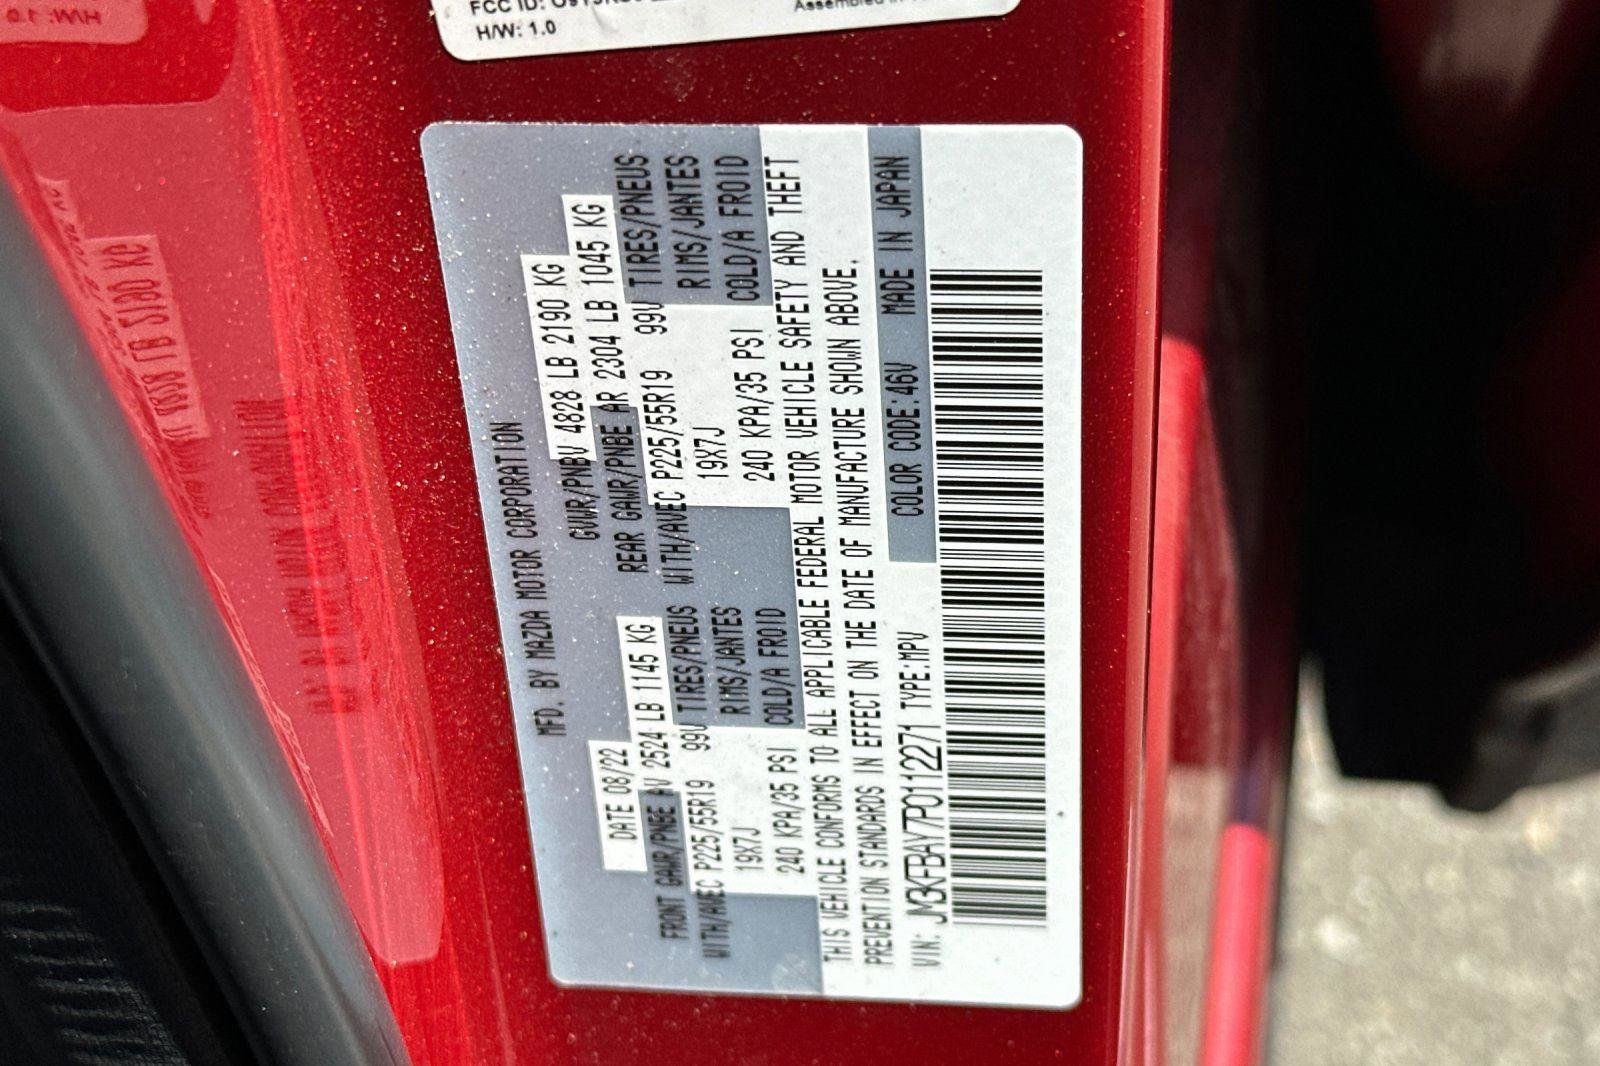 H/W: 1.0
MFD. BY MAZDA MOTOR CORPORATION
DATE 08/22 GVWR/PNBV 4828 LB 2190 KG
FRONT GAWR/PNBE AV 2524 LB 1145 KG REAR GAWR/PNBE AR 2304 LB 1045 KG
WITH/AVEC P225/55R19 99V TIRES/PNEUS WITH/AVEC P225/55R19 99V TIRES/PNEUS
19X7J RIMS/JANTES 19X7J RIMS/JANTES
240 KPA/35 PSI COLD/A FROID 240 KPA/35 PSI COLD/A FROID
THIS VEHICLE CONFORMS TO ALL APPLICABLE FEDERAL MOTOR VEHICLE SAFETY AND THEFT
PREVENTION STANDARDS IN EFFECT ON THE DATE OF MANUFACTURE SHOWN ABOVE.
VIN: JM3KFBAY7P0112271 TYPE:MPV COLOR CODE:46V MADE IN JAPAN